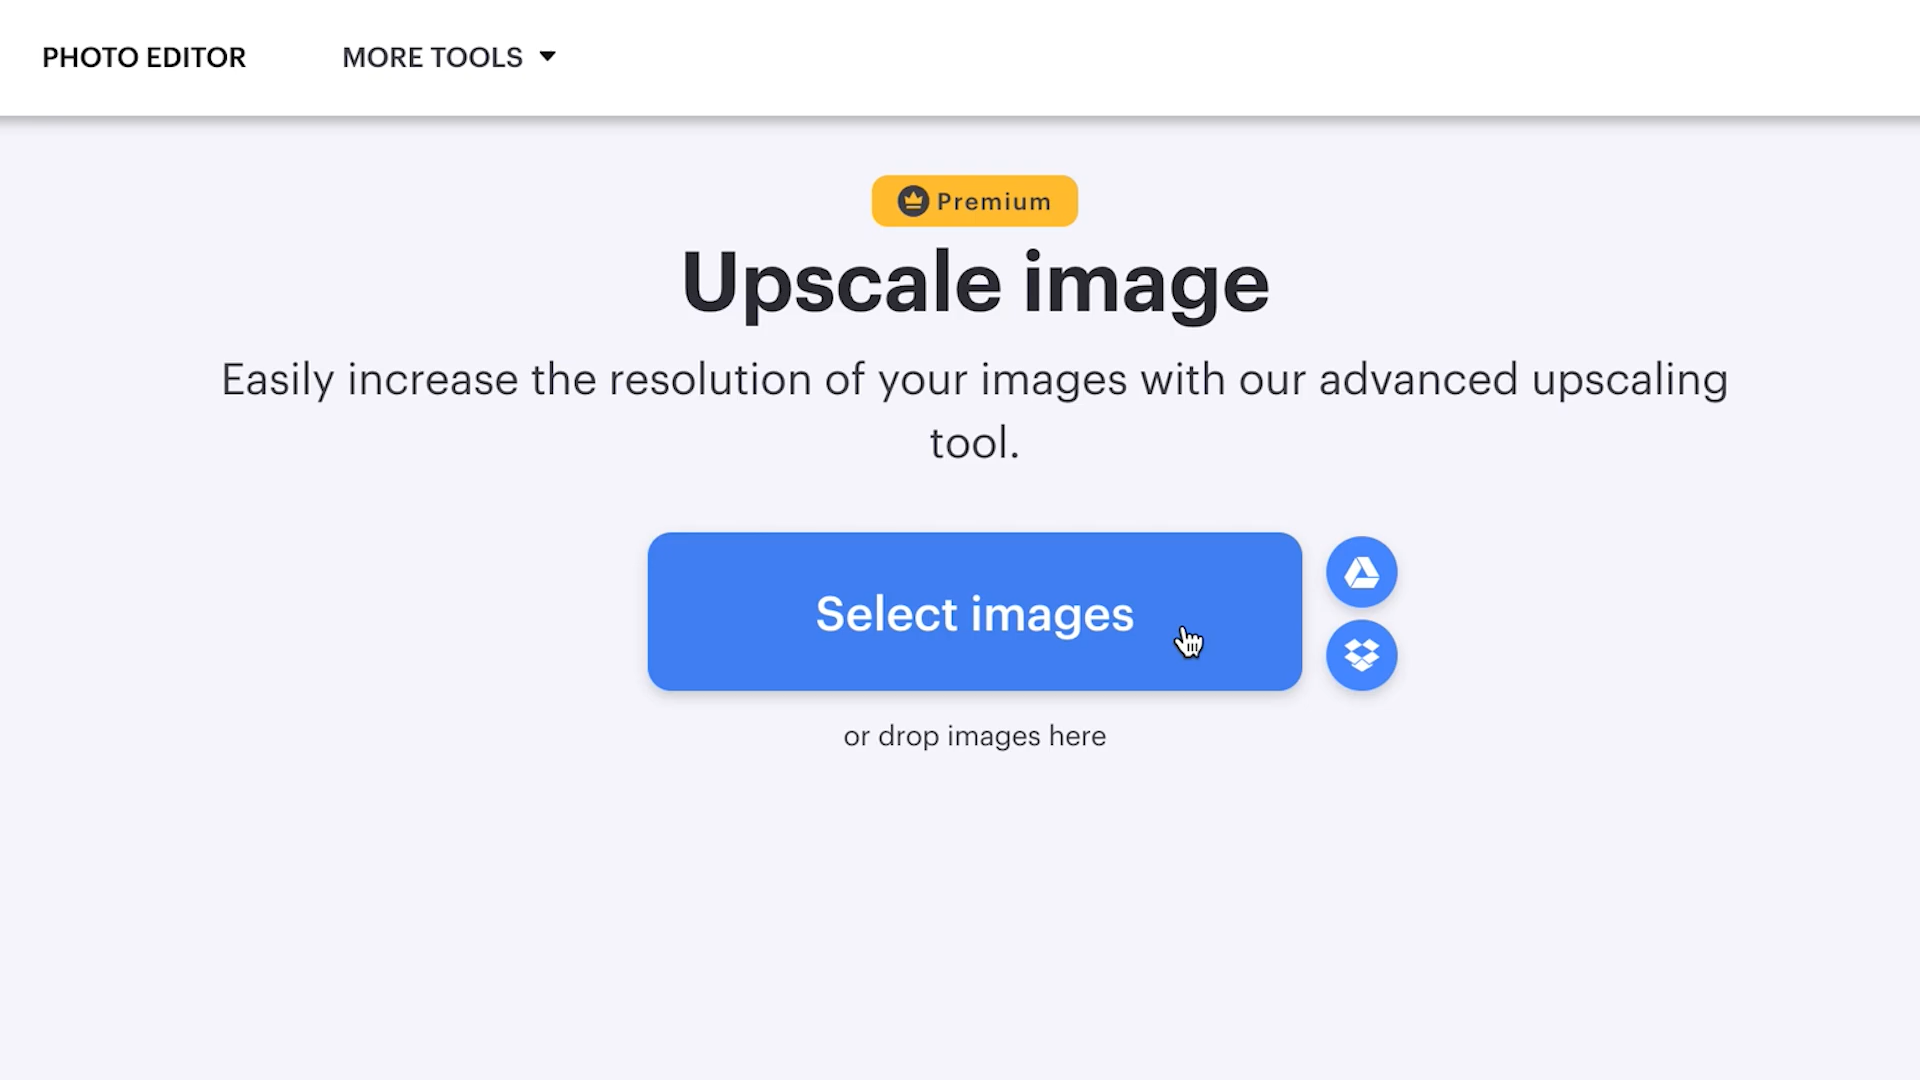 PHOTO EDITOR
MORE TOOLS
Premium
Upscale image
Easily increase the resolution of your images with our advanced upscaling
tool.
Select images
or drop images here